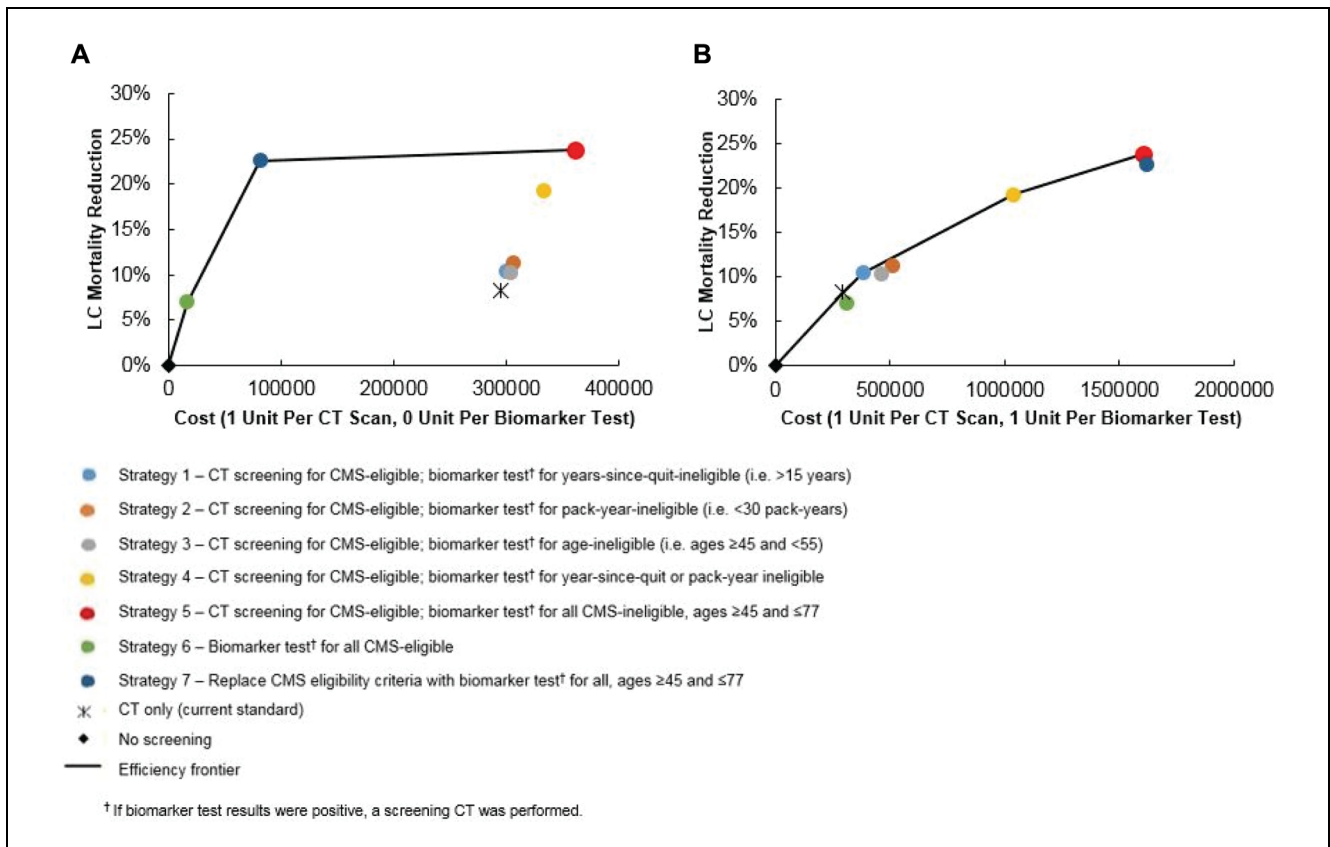 A
30%
25%
20%
15%
10%
5%
0%
LC Mortality Reduction
0 100000 200000 300000 400000
Cost (1 Unit Per CT Scan, 0 Unit Per Biomarker Test)
B
30%
25%
20%
15%
10%
5%
0%
LC Mortality Reduction
0 500000 1000000 1500000 2000000
Cost (1 Unit Per CT Scan, 1 Unit Per Biomarker Test)
Strategy 1 – CT screening for CMS-eligible; biomarker test† for years-since-quit-ineligible (i.e. >15 years)
Strategy 2 – CT screening for CMS-eligible; biomarker test† for pack-year-ineligible (i.e. <30 pack-years)
Strategy 3 – CT screening for CMS-eligible; biomarker test† for age-ineligible (i.e. ages ≥45 and <55)
Strategy 4 – CT screening for CMS-eligible; biomarker test† for year-since-quit or pack-year ineligible
Strategy 5 – CT screening for CMS-eligible; biomarker test† for all CMS-ineligible, ages ≥45 and ≤77
Strategy 6 – Biomarker test† for all CMS-eligible
Strategy 7 – Replace CMS eligibility criteria with biomarker test† for all, ages ≥45 and ≤77
CT only (current standard)
No screening
Efficiency frontier
† If biomarker test results were positive, a screening CT was performed.